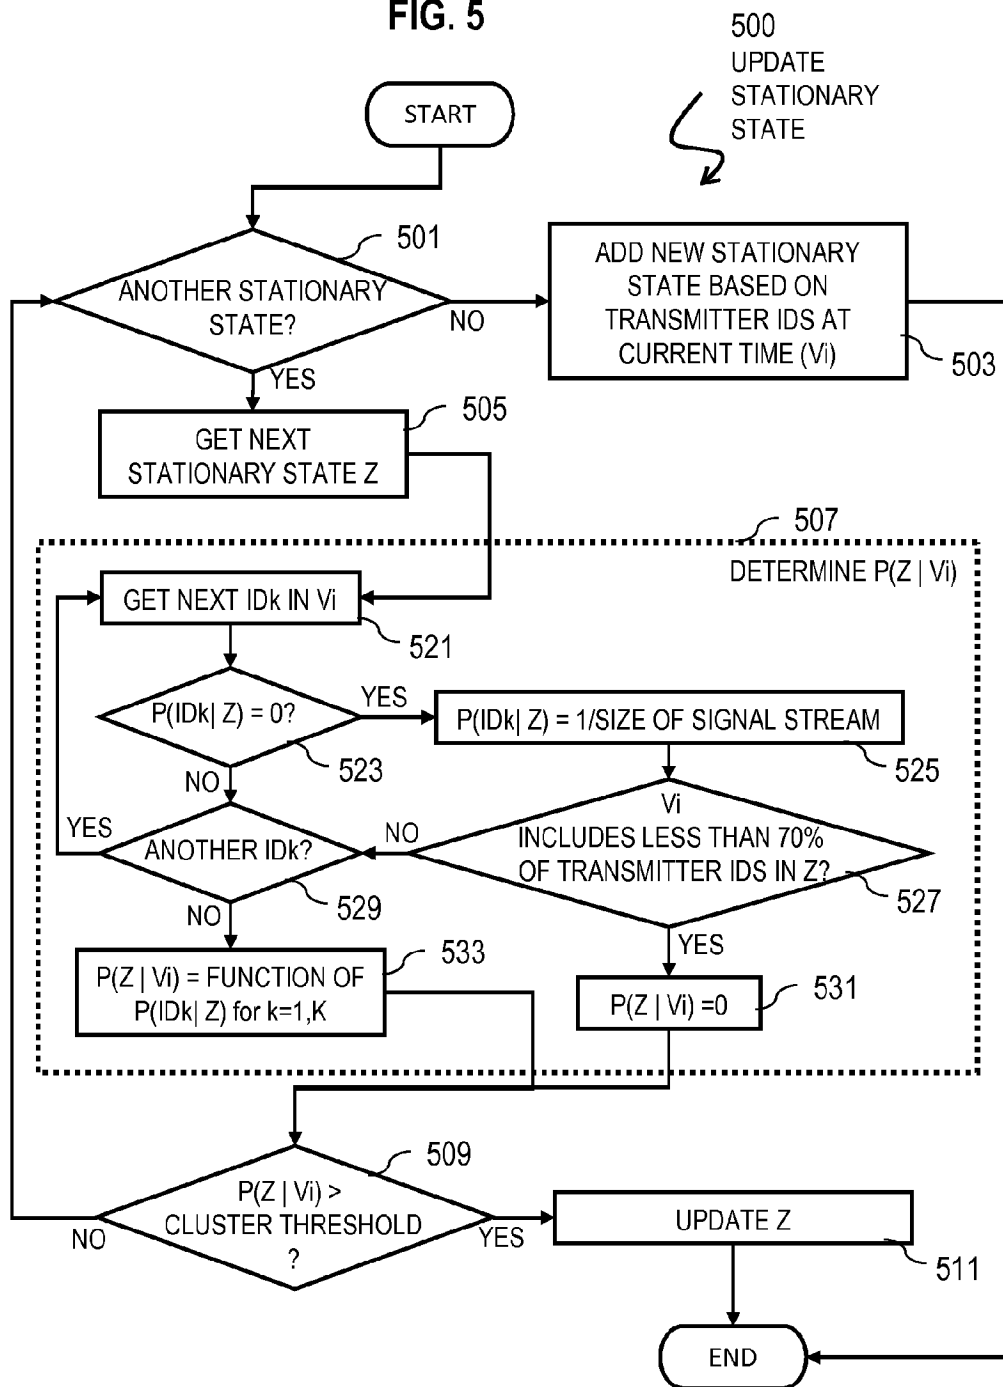 FIG. 5
500
UPDATE
STATIONARY
STATE
START
501
ANOTHER STATIONARY
STATE?
NO
YES
ADD NEW STATIONARY
STATE BASED ON
TRANSMITTER IDS AT
CURRENT TIME (Vi)
503
505
GET NEXT
STATIONARY STATE Z
507
DETERMINE P(Z | Vi)
GET NEXT IDk IN Vi
521
P(IDk| Z) = 0?
YES
523
NO
P(IDk| Z) = 1/SIZE OF SIGNAL STREAM
525
Vi
INCLUDES LESS THAN 70%
OF TRANSMITTER IDS IN Z?
NO
527
YES
YES
ANOTHER IDk?
529
NO
533
P(Z | Vi) = FUNCTION OF
P(IDk| Z) for k=1,K
531
P(Z | Vi) =0
509
P(Z | Vi) >
CLUSTER THRESHOLD
?
NO
YES
UPDATE Z
511
END